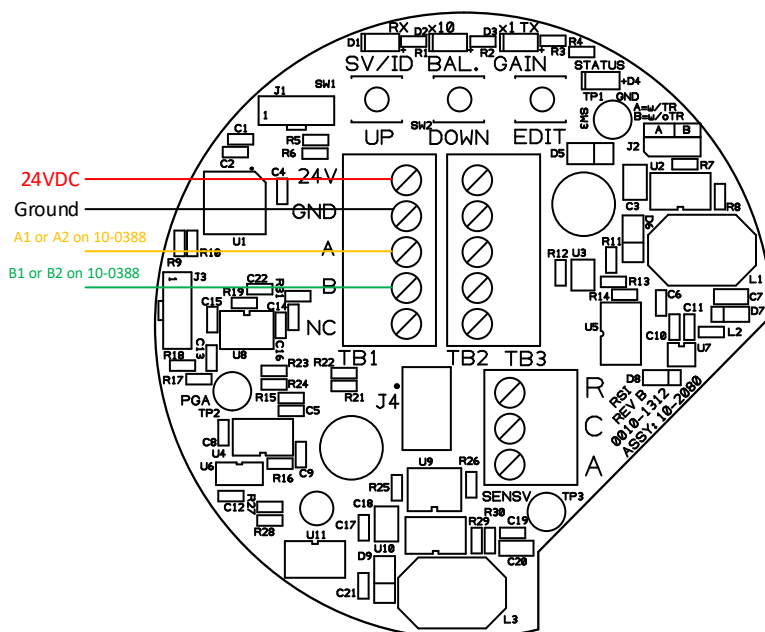 RX x10 x1 TX
D1 D2 D3
R1 R2 R3 R4
SV/ID BAL. GAIN
STATUS
D4
TP1 GND
SW1 SW2 SW3
A=w/TR
B=w/oTR
A B
J2
J1
1
UP DOWN EDIT
C1 R5
C2 R6
D5
R7
U2
24VDC
24V
C4
C3
R8
Ground
GND
U1
D6
A1 or A2 on 10-0388
A
R9 R10
R11
R12 U3
L1
B1 or B2 on 10-0388
B
J3
1
C22
R19
R31
R13
R14
C6
C7
D7
C15
C14
NC
U8
C16
U5
C10 C11
L2
U7
R18
C13
R17
TB1 TB2 TB3
R23
R22
R24
R21
D8
PGA
TP2
R15
C5
J4
R
C
A
RSI
REV B
0010-1312
ASSY: 10-2080
C8
U4
U6
R16
C9
U9
R26
R25
SENSV
TP3
C12
R27
R28
U11
C17
C18
U10
R29
R30
C19
C20
D9
C21
L3